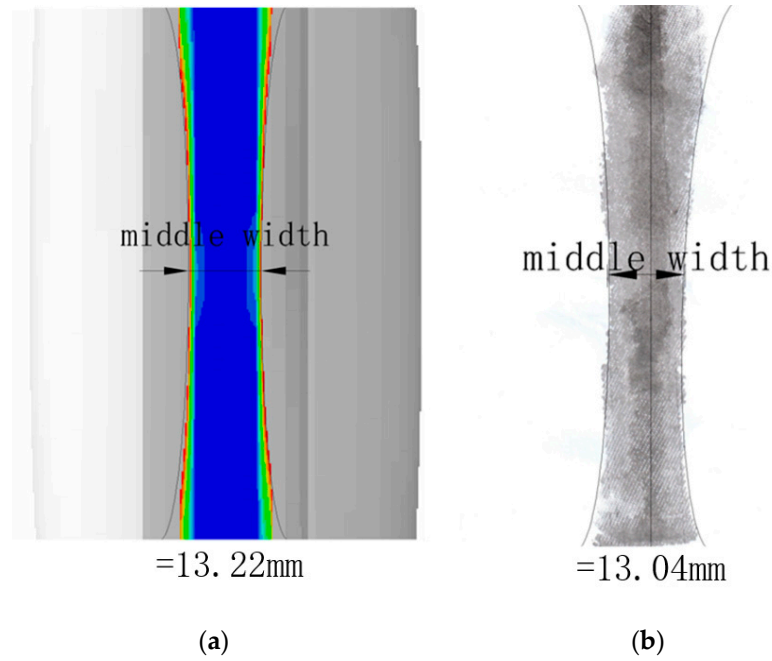 middle width
middle width
=13.22mm
=13.04mm
(a)
(b)